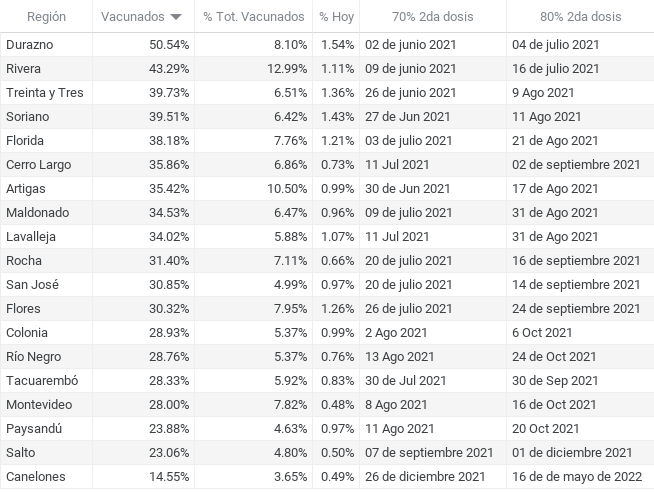 Región Vacunados % Tot. Vacunados % Hoy 70% 2da dosis 80% 2da dosis
Durazno 50.54% 8.10% 1.54% 02 de junio 2021 04 de julio 2021
Rivera 43.29% 12.99% 1.11% 09 de junio 2021 16 de julio 2021
Treinta y Tres 39.73% 6.51% 1.36% 26 de junio 2021 9 Ago 2021
Soriano 39.51% 6.42% 1.43% 27 de Jun 2021 11 Ago 2021
Florida 38.18% 7.76% 1.21% 03 de julio 2021 21 de Ago 2021
Cerro Largo 35.86% 6.86% 0.73% 11 Jul 2021 02 de septiembre 2021
Artigas 35.42% 10.50% 0.99% 30 de Jun 2021 17 de Ago 2021
Maldonado 34.53% 6.47% 0.96% 09 de julio 2021 31 de Ago 2021
Lavalleja 34.02% 5.88% 1.07% 11 Jul 2021 31 de Ago 2021
Rocha 31.40% 7.11% 0.66% 20 de julio 2021 16 de septiembre 2021
San José 30.85% 4.99% 0.97% 20 de julio 2021 14 de septiembre 2021
Flores 30.32% 7.95% 1.26% 26 de julio 2021 24 de septiembre 2021
Colonia 28.93% 5.37% 0.99% 2 Ago 2021 6 Oct 2021
Río Negro 28.76% 5.37% 0.76% 13 Ago 2021 24 de Oct 2021
Tacuarembó 28.33% 5.92% 0.83% 30 de Jul 2021 30 de Sep 2021
Montevideo 28.00% 7.82% 0.48% 8 Ago 2021 16 de Oct 2021
Paysandú 23.88% 4.63% 0.97% 11 Ago 2021 20 Oct 2021
Salto 23.06% 4.80% 0.50% 07 de septiembre 2021 01 de diciembre 2021
Canelones 14.55% 3.65% 0.49% 26 de diciembre 2021 16 de de mayo de 2022